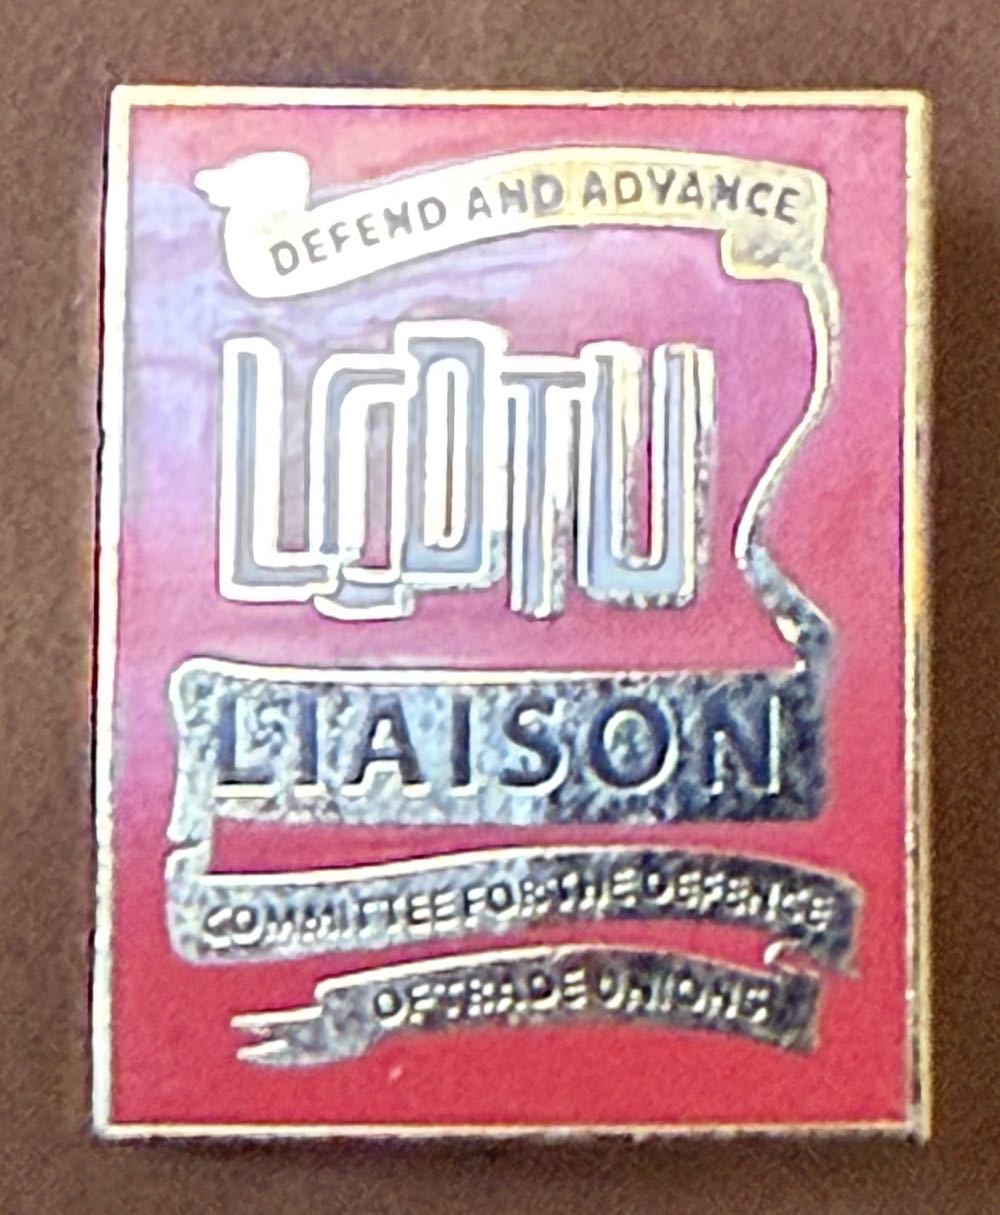 DEFEND AND ADVANCE
LCDTU
LIAISON
COMMITTEE FOR THE DEFENCE
OF TRADE UNIONS